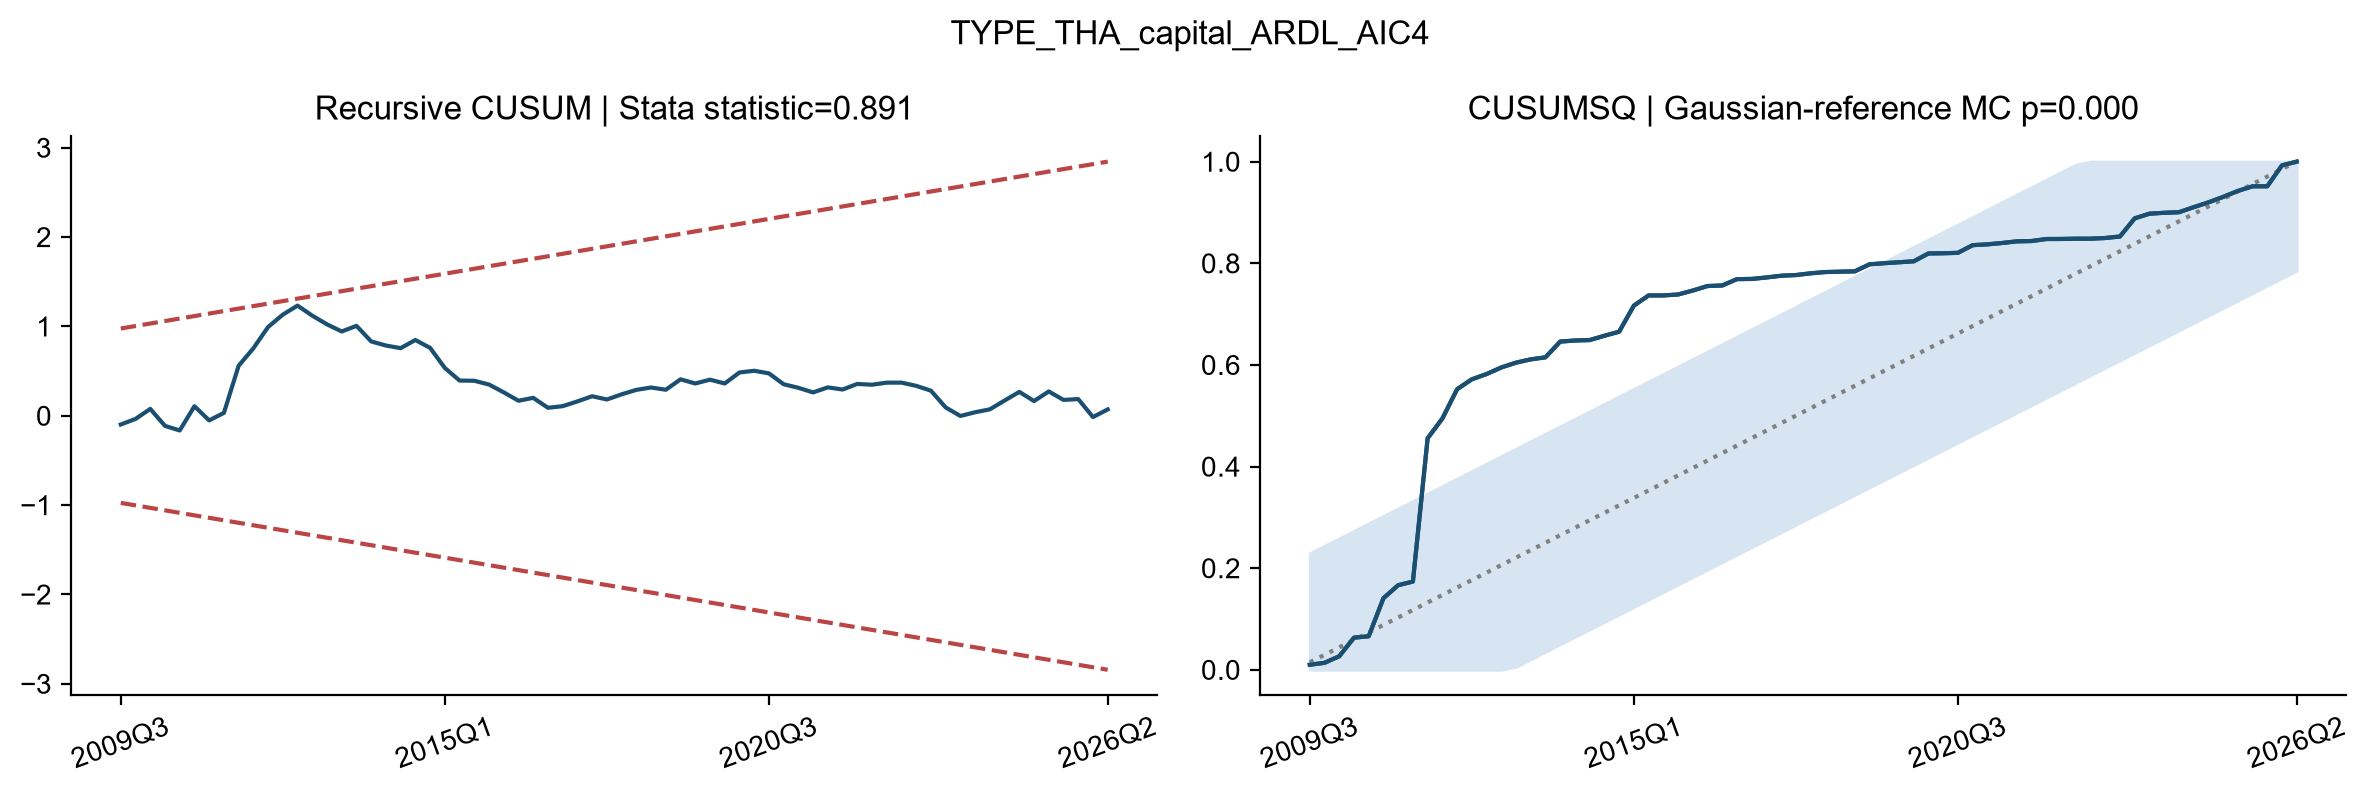 TYPE_THA_capital_ARDL_AIC4
Recursive CUSUM | Stata statistic=0.891
3
2
1
0
−1
−2
−3
2009Q3
2015Q1
2020Q3
2026Q2
CUSUMSQ | Gaussian-reference MC p=0.000
1.0
0.8
0.6
0.4
0.2
0.0
2009Q3
2015Q1
2020Q3
2026Q2